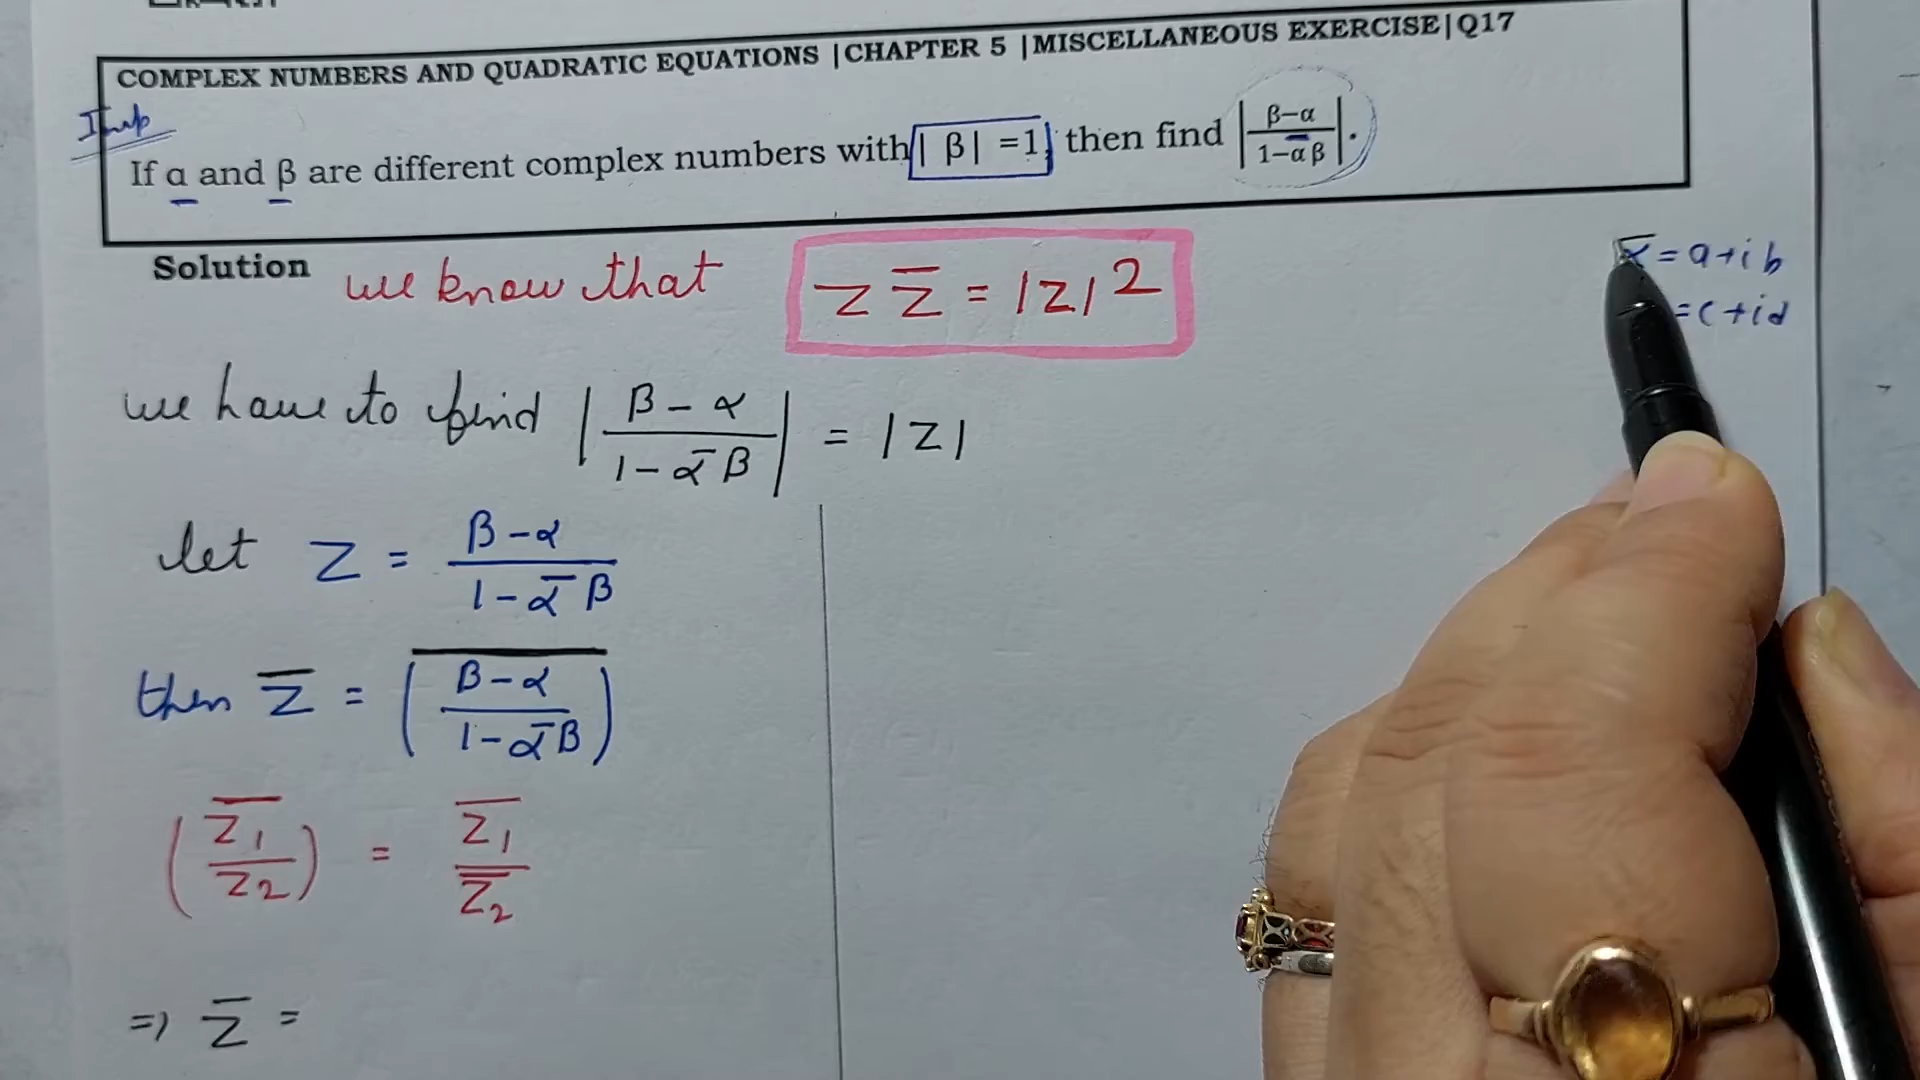 COMPLEX NUMBERS AND QUADRATIC EQUATIONS |CHAPTER 5 |MISCELLANEOUS EXERCISE|Q17
Imp
If α and β are different complex numbers with | β| =1, then find |β−α / 1−ᾱβ|.
Solution we know that z z̄ = |z|²
ᾱ = a+ib
= c+id
we have to find |β − α / 1 − ᾱβ| = |z|
let z = β−α / 1−ᾱβ
then z̄ = \overline{(β−α / 1−ᾱβ)}
\overline{(z₁ / z₂)} = z̄₁ / z̄₂
=) z̄ =